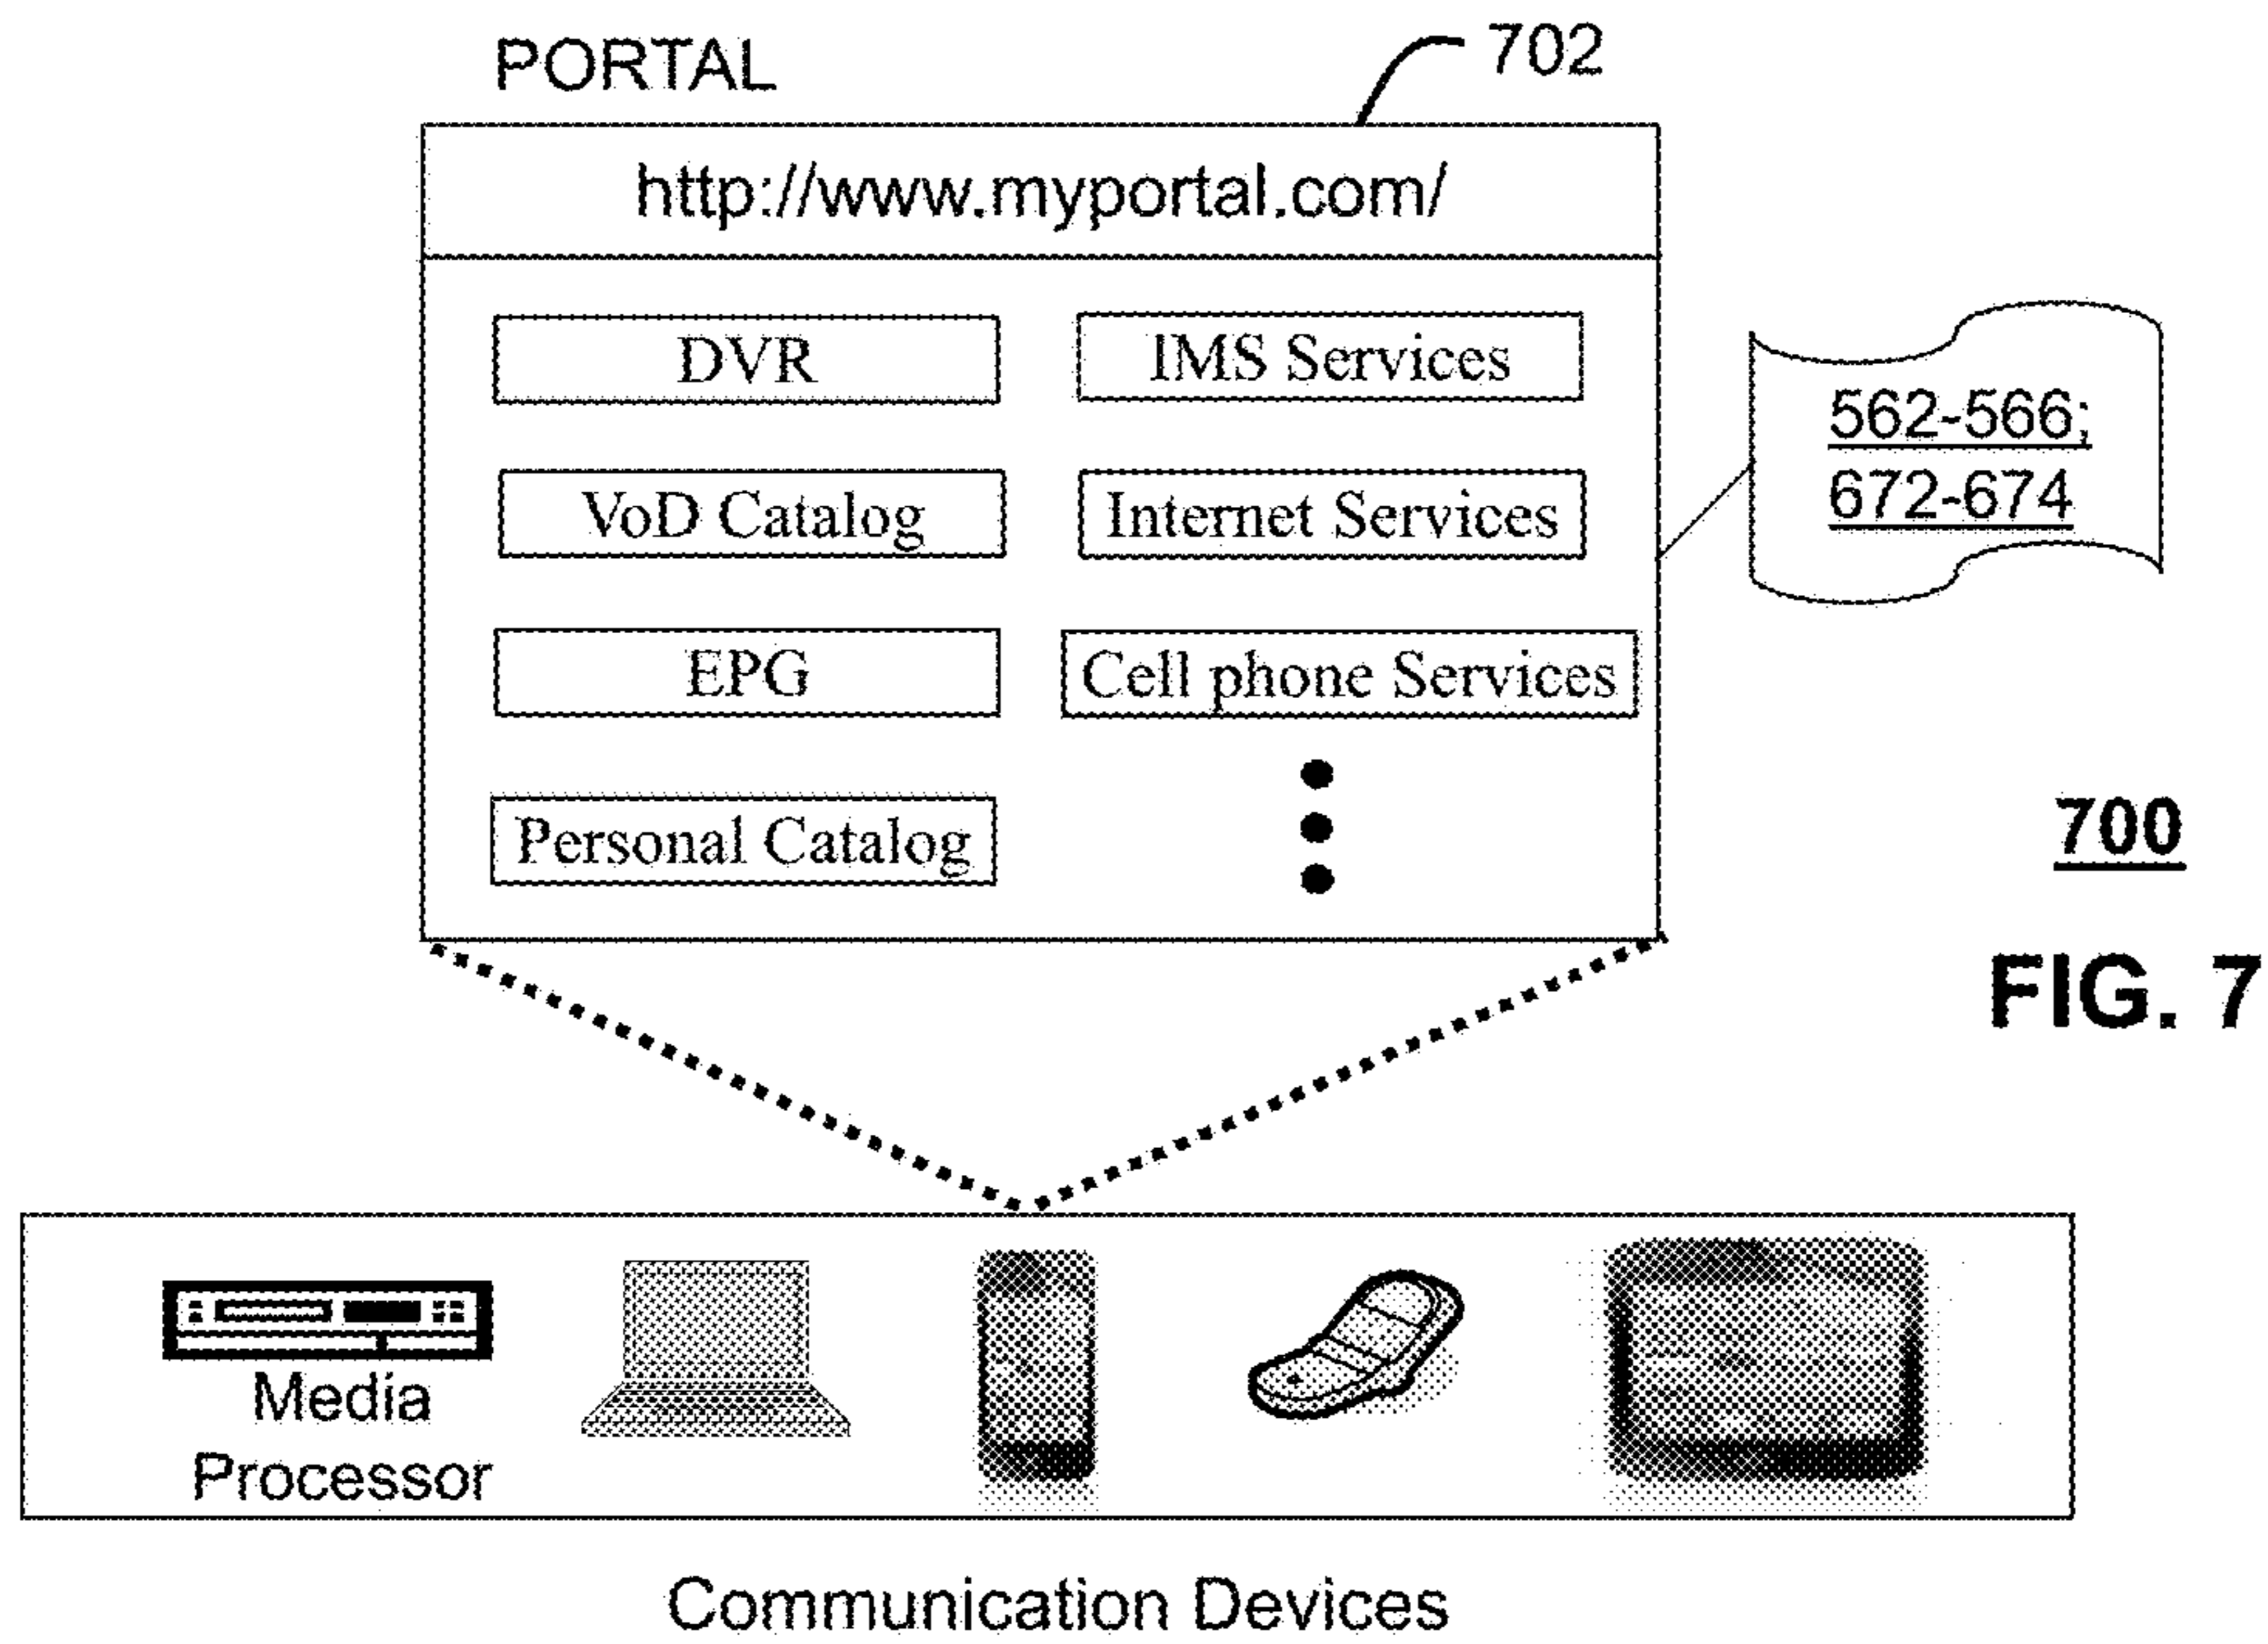 PORTAL
702
http://www.myportal.com/
DVR
IMS Services
VoD Catalog
Internet Services
EPG
Cell phone Services
Personal Catalog
562-566;
672-674
700
FIG. 7
Media
Processor
Communication Devices